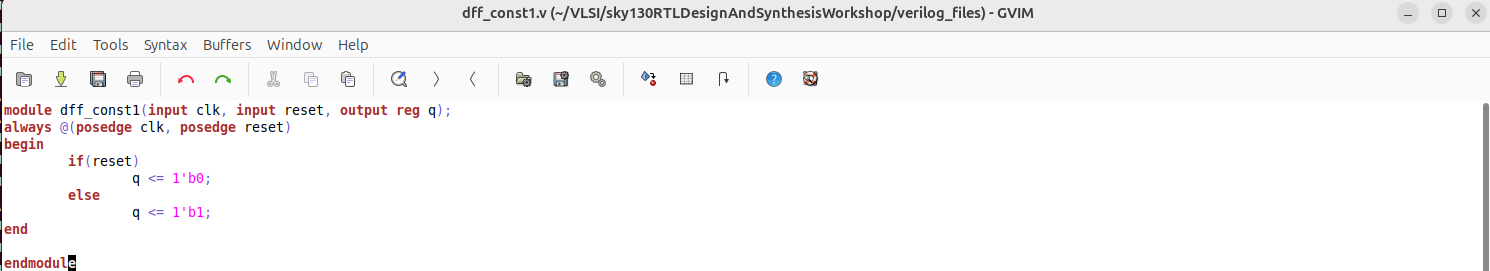 dff_const1.v (~/VLSI/sky130RTLDesignAndSynthesisWorkshop/verilog_files) - GVIM
File Edit Tools Syntax Buffers Window Help
module dff_const1(input clk, input reset, output reg q);
always @(posedge clk, posedge reset)
begin
        if(reset)
                q <= 1'b0;
        else
                q <= 1'b1;
end

endmodule